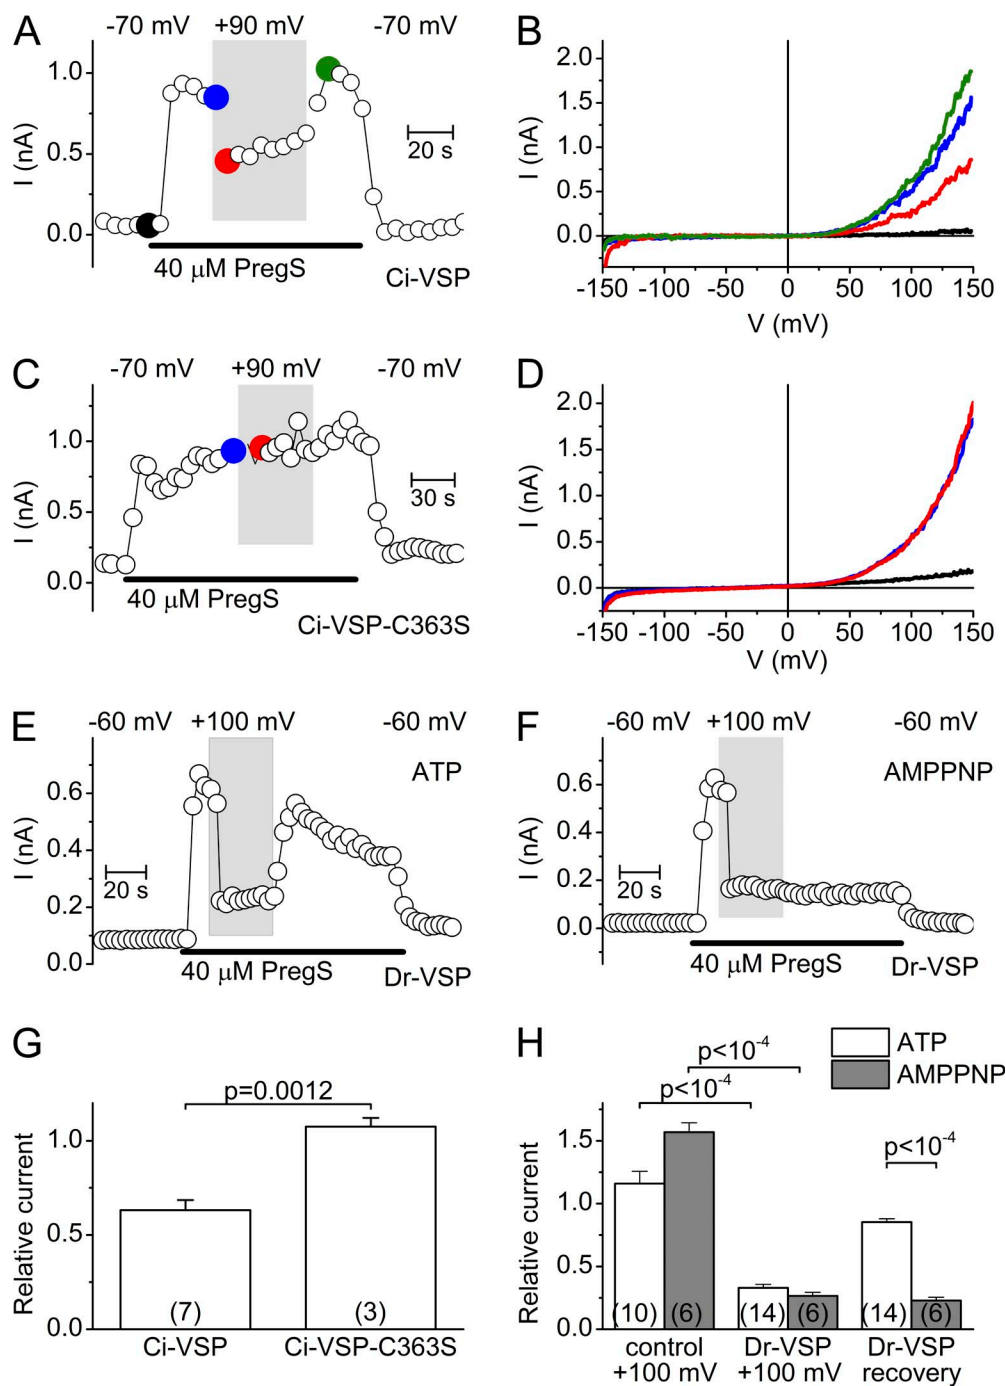 A
-70 mV +90 mV -70 mV
I (nA)
1.0
0.5
0.0
20 s
40 μM PregS
Ci-VSP
B
I (nA)
2.0
1.5
1.0
0.5
0.0
-150 -100 -50 0 50 100 150
V (mV)
C
-70 mV +90 mV -70 mV
I (nA)
1.0
0.5
0.0
30 s
40 μM PregS
Ci-VSP-C363S
D
I (nA)
2.0
1.5
1.0
0.5
0.0
-150 -100 -50 0 50 100 150
V (mV)
E
-60 mV +100 mV -60 mV
ATP
I (nA)
0.6
0.4
0.2
0.0
20 s
40 μM PregS
Dr-VSP
F
-60 mV +100 mV -60 mV
AMPPNP
I (nA)
0.6
0.4
0.2
0.0
20 s
40 μM PregS
Dr-VSP
G
p=0.0012
Relative current
1.0
0.5
0.0
(7) (3)
Ci-VSP Ci-VSP-C363S
H
ATP
AMPPNP
p<10⁻⁴
p<10⁻⁴
p<10⁻⁴
Relative current
1.5
1.0
0.5
0.0
(10) (6) (14) (6) (14) (6)
control Dr-VSP Dr-VSP
+100 mV +100 mV recovery